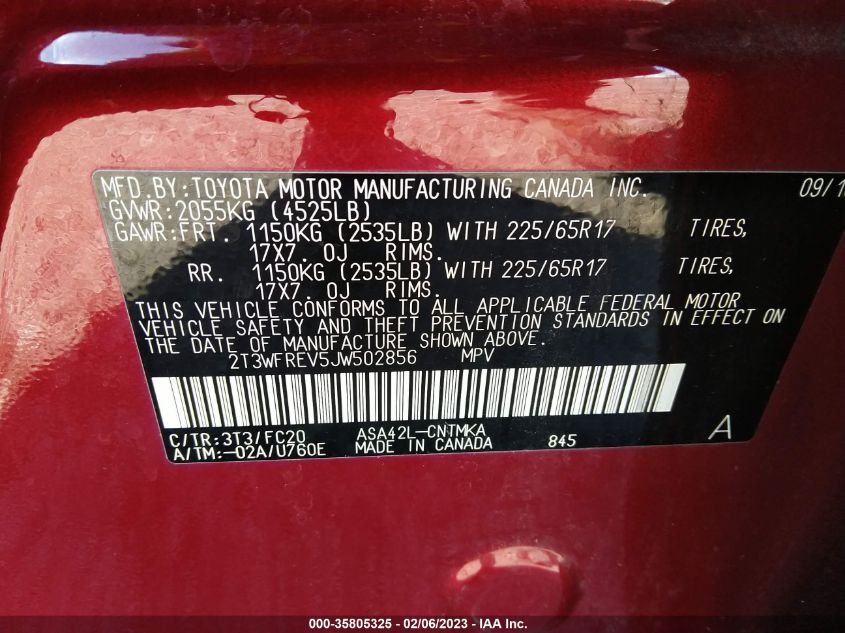 MFD.BY:TOYOTA MOTOR MANUFACTURING CANADA INC. 09/1
GVWR:2055KG (4525LB)
GAWR:FRT. 1150KG (2535LB) WITH 225/65R17 TIRES,
17X7. 0J RIMS.
RR. 1150KG (2535LB) WITH 225/65R17 TIRES,
17X7. 0J RIMS.
THIS VEHICLE CONFORMS TO ALL APPLICABLE FEDERAL MOTOR
VEHICLE SAFETY AND THEFT PREVENTION STANDARDS IN EFFECT ON
THE DATE OF MANUFACTURE SHOWN ABOVE.
2T3WFREV5JW502856 MPV
C/TR:3T3/FC20 ASA42L-CNTMKA
A/TM:-02A/U760E MADE IN CANADA 845 A
000-35805325 - 02/06/2023 - © IAA - IAA Inc.